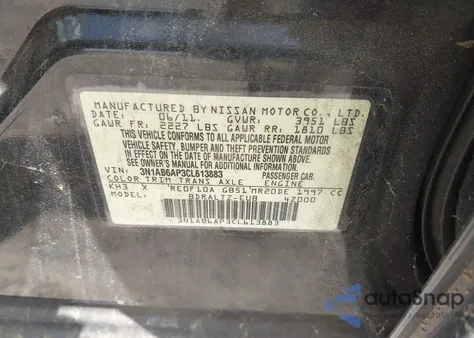 MANUFACTURED BY NISSAN MOTOR CO., LTD.
DATE: 06/11. GVWR: 3951 LBS
GAWR FR: 2227 LBS GAWR RR: 1810 LBS
THIS VEHICLE CONFORMS TO ALL APPLICABLE FEDERAL MOTOR
VEHICLE SAFETY, BUMPER AND THEFT PREVENTION STANDARDS
IN EFFECT ON THE DATE OF MANUFACTURE SHOWN ABOVE.
SEE OWNER'S MANUAL FOR ADDITIONAL INFORMATION.
VIN: 3N1AB6AP3CL613883 PASSENGER CAR.
COLOR TRIM TRANS AXLE ENGINE
KH3 X RE0F10A GB51 MR20DE 1997 CC
MODEL: BDRALTZ-EUB 4Z000
3N1AB6AP3CL613883
autoSnap